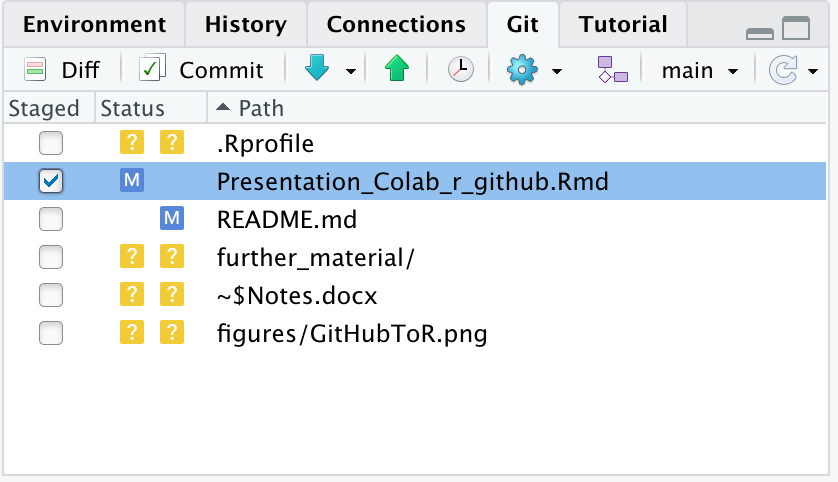 Environment History Connections Git Tutorial
Diff Commit main
Staged Status Path
? ? .Rprofile
M Presentation_Colab_r_github.Rmd
M README.md
? ? further_material/
? ? ~$Notes.docx
? ? figures/GitHubToR.png